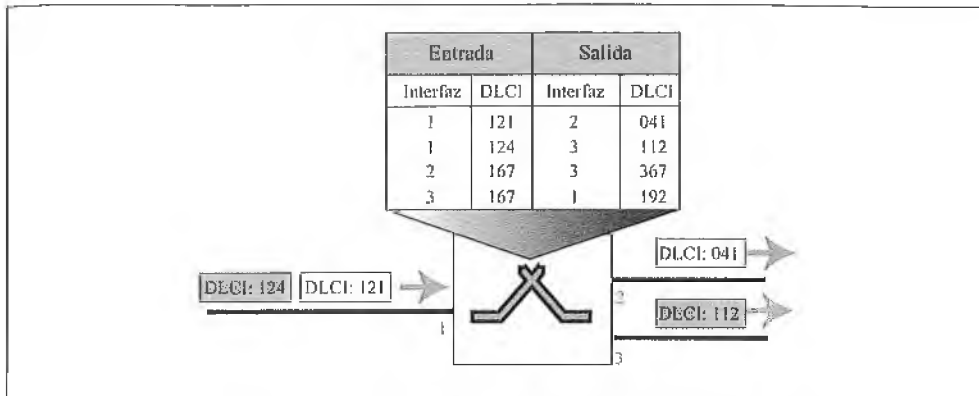 Entrada Salida
Interfaz DLCI Interfaz DLCI
1 121 2 041
1 124 3 112
2 167 3 367
3 167 1 192
DLCI: 041
DLCI: 124 DLCI: 121
2
DLCI: 112
1
3